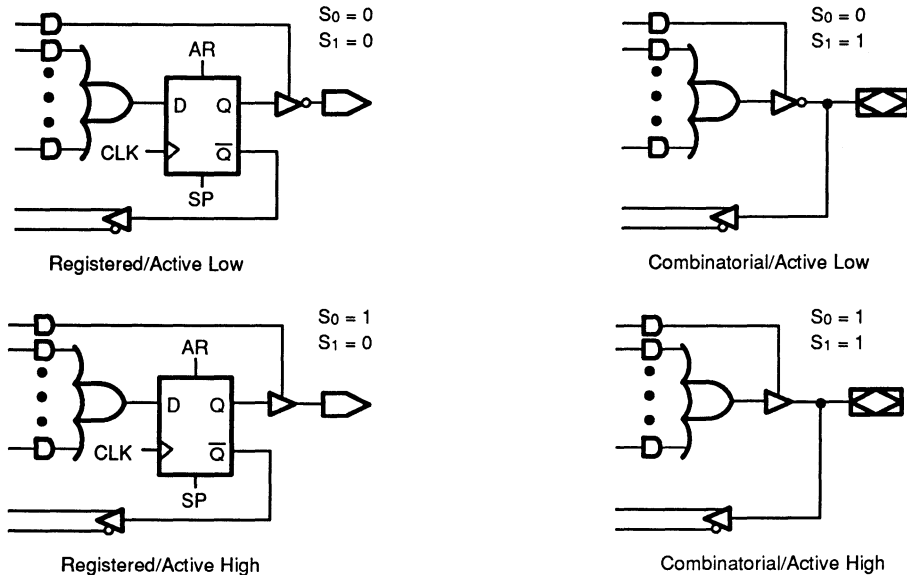 S0 = 0
S1 = 0
AR
D Q
CLK
Q̅
SP
Registered/Active Low
S0 = 0
S1 = 1
Combinatorial/Active Low
S0 = 1
S1 = 0
AR
D Q
CLK
Q̅
SP
Registered/Active High
S0 = 1
S1 = 1
Combinatorial/Active High